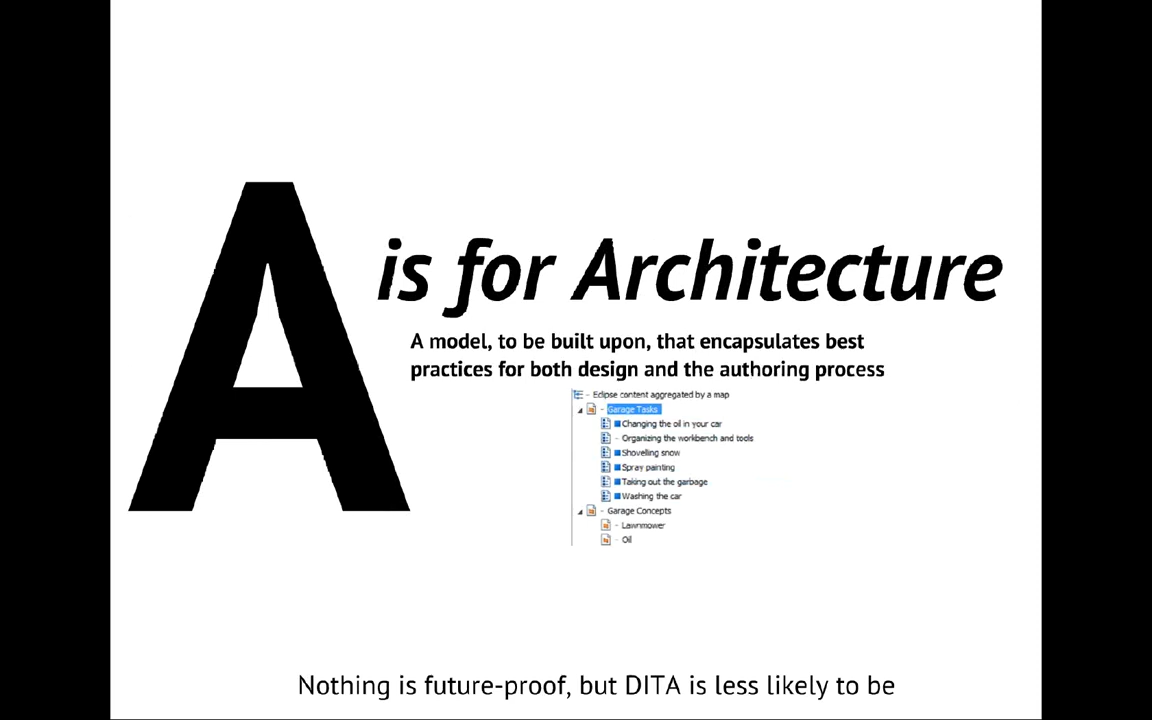 A is for Architecture
A model, to be built upon, that encapsulates best
practices for both design and the authoring process
- Eclipse content aggregated by a map
- Garage Tasks
Changing the oil in your car
- Organizing the workbench and tools
Shovelling snow
Spray painting
Taking out the garbage
Washing the car
- Garage Concepts
- Lawnmower
- Oil
Nothing is future-proof, but DITA is less likely to be